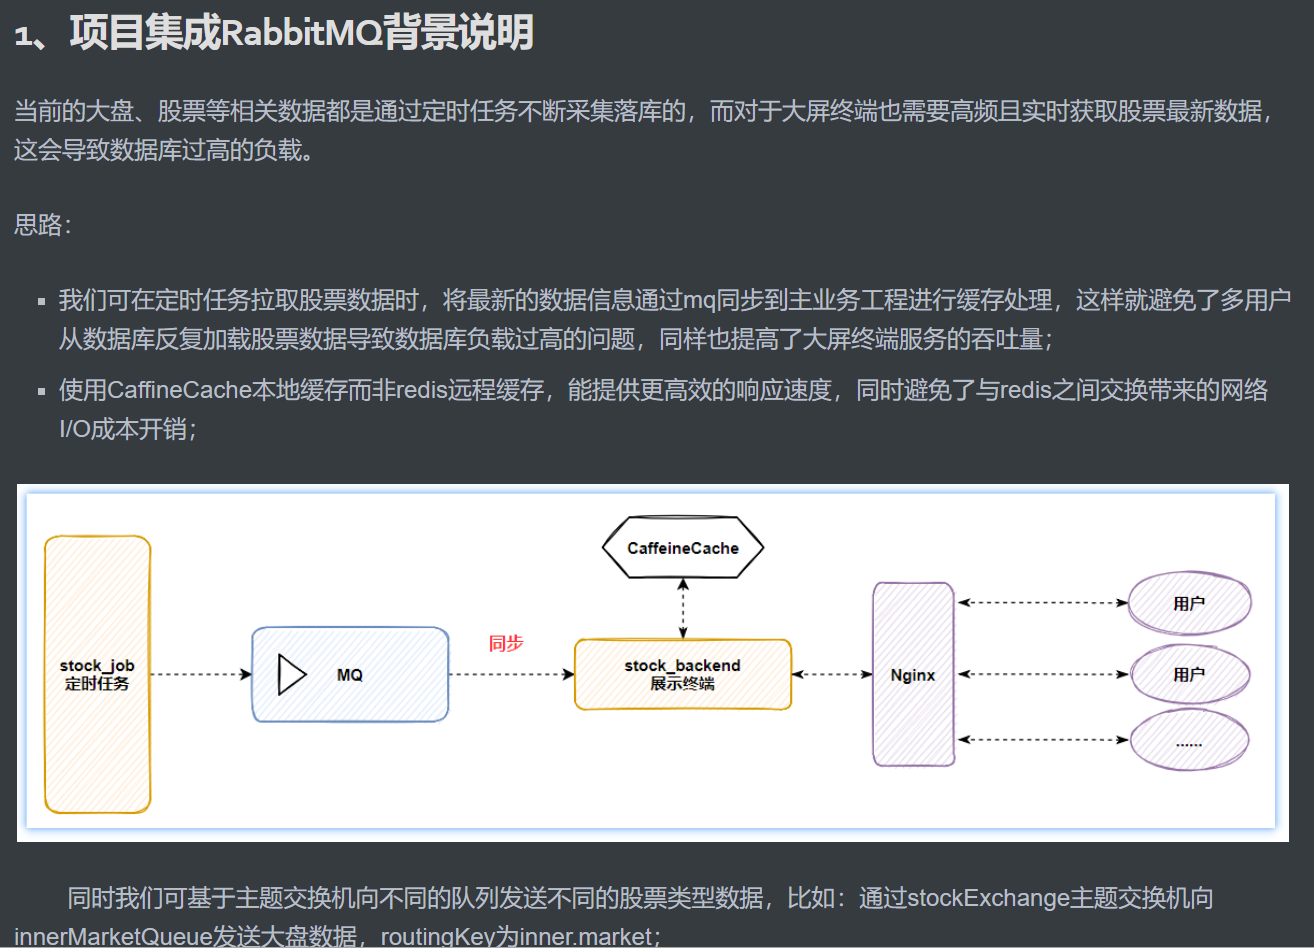 1、项目集成RabbitMQ背景说明
当前的大盘、股票等相关数据都是通过定时任务不断采集落库的，而对于大屏终端也需要高频且实时获取股票最新数据，
这会导致数据库过高的负载。
思路：
我们可在定时任务拉取股票数据时，将最新的数据信息通过mq同步到主业务工程进行缓存处理，这样就避免了多用户
从数据库反复加载股票数据导致数据库负载过高的问题，同样也提高了大屏终端服务的吞吐量；
使用CaffineCache本地缓存而非redis远程缓存，能提供更高效的响应速度，同时避免了与redis之间交换带来的网络
I/O成本开销；
CaffeineCache
stock_job
定时任务
MQ
同步
stock_backend
展示终端
Nginx
用户
用户
......
同时我们可基于主题交换机向不同的队列发送不同的股票类型数据，比如：通过stockExchange主题交换机向
innerMarketQueue发送大盘数据，routingKey为inner.market；